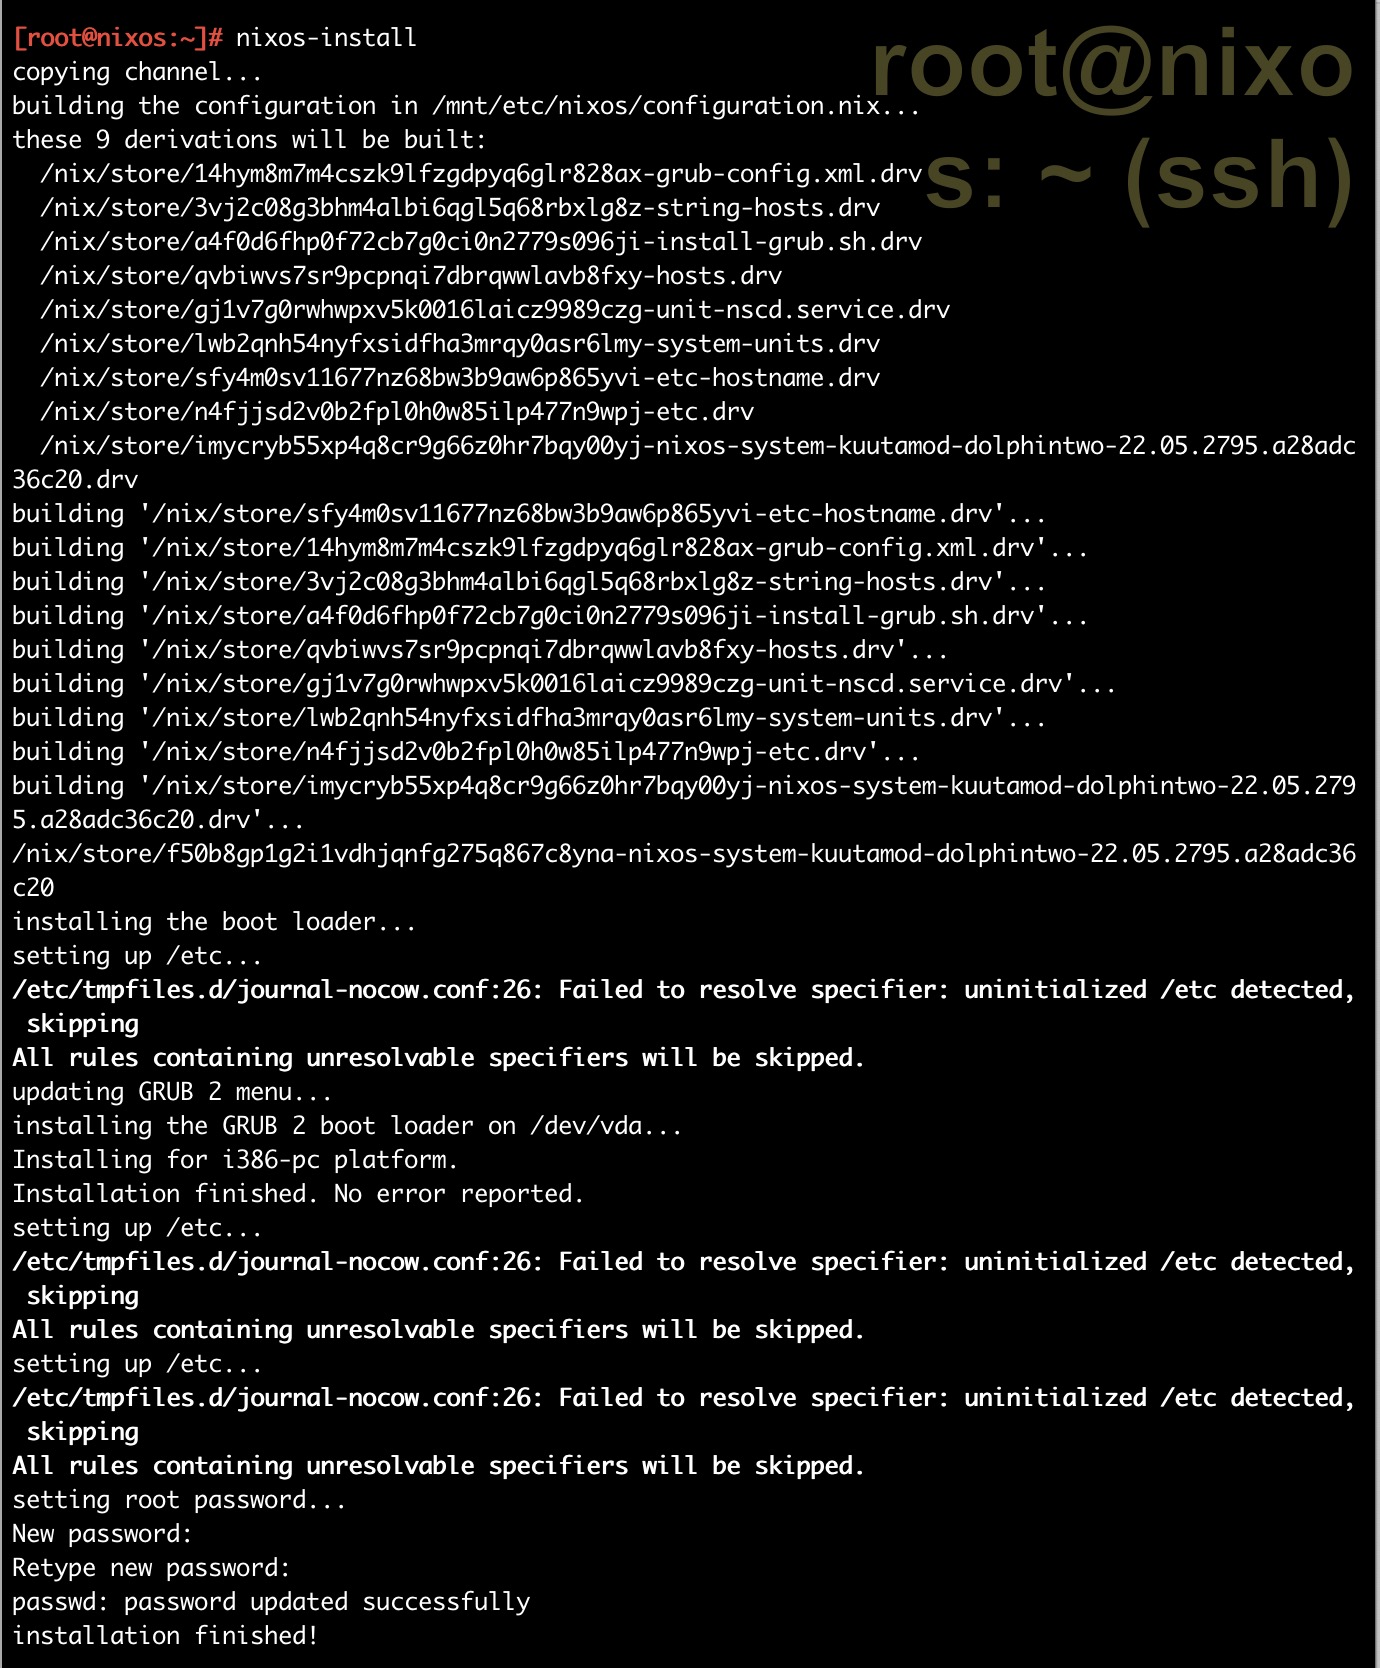 [root@nixos:~]# nixos-install
copying channel...
building the configuration in /mnt/etc/nixos/configuration.nix...
these 9 derivations will be built:
  /nix/store/14hym8m7m4cszk9lfzgdpyq6glr828ax-grub-config.xml.drv
  /nix/store/3vj2c08g3bhm4albi6qgl5q68rbxlg8z-string-hosts.drv
  /nix/store/a4f0d6fhp0f72cb7g0ci0n2779s096ji-install-grub.sh.drv
  /nix/store/qvbiwvs7sr9pcpnqi7dbrqwwlavb8fxy-hosts.drv
  /nix/store/gj1v7g0rwhwpxv5k0016laicz9989czg-unit-nscd.service.drv
  /nix/store/lwb2qnh54nyfxsidfha3mrqy0asr6lmy-system-units.drv
  /nix/store/sfy4m0sv11677nz68bw3b9aw6p865yvi-etc-hostname.drv
  /nix/store/n4fjjsd2v0b2fpl0h0w85ilp477n9wpj-etc.drv
  /nix/store/imycryb55xp4q8cr9g66z0hr7bqy00yj-nixos-system-kuutamod-dolphintwo-22.05.2795.a28adc
36c20.drv
building '/nix/store/sfy4m0sv11677nz68bw3b9aw6p865yvi-etc-hostname.drv'...
building '/nix/store/14hym8m7m4cszk9lfzgdpyq6glr828ax-grub-config.xml.drv'...
building '/nix/store/3vj2c08g3bhm4albi6qgl5q68rbxlg8z-string-hosts.drv'...
building '/nix/store/a4f0d6fhp0f72cb7g0ci0n2779s096ji-install-grub.sh.drv'...
building '/nix/store/qvbiwvs7sr9pcpnqi7dbrqwwlavb8fxy-hosts.drv'...
building '/nix/store/gj1v7g0rwhwpxv5k0016laicz9989czg-unit-nscd.service.drv'...
building '/nix/store/lwb2qnh54nyfxsidfha3mrqy0asr6lmy-system-units.drv'...
building '/nix/store/n4fjjsd2v0b2fpl0h0w85ilp477n9wpj-etc.drv'...
building '/nix/store/imycryb55xp4q8cr9g66z0hr7bqy00yj-nixos-system-kuutamod-dolphintwo-22.05.279
5.a28adc36c20.drv'...
/nix/store/f50b8gp1g2i1vdhjqnfg275q867c8yna-nixos-system-kuutamod-dolphintwo-22.05.2795.a28adc36
c20
installing the boot loader...
setting up /etc...
/etc/tmpfiles.d/journal-nocow.conf:26: Failed to resolve specifier: uninitialized /etc detected,
 skipping
All rules containing unresolvable specifiers will be skipped.
updating GRUB 2 menu...
installing the GRUB 2 boot loader on /dev/vda...
Installing for i386-pc platform.
Installation finished. No error reported.
setting up /etc...
/etc/tmpfiles.d/journal-nocow.conf:26: Failed to resolve specifier: uninitialized /etc detected,
 skipping
All rules containing unresolvable specifiers will be skipped.
setting up /etc...
/etc/tmpfiles.d/journal-nocow.conf:26: Failed to resolve specifier: uninitialized /etc detected,
 skipping
All rules containing unresolvable specifiers will be skipped.
setting root password...
New password:
Retype new password:
passwd: password updated successfully
installation finished!
root@nixo
s: ~ (ssh)